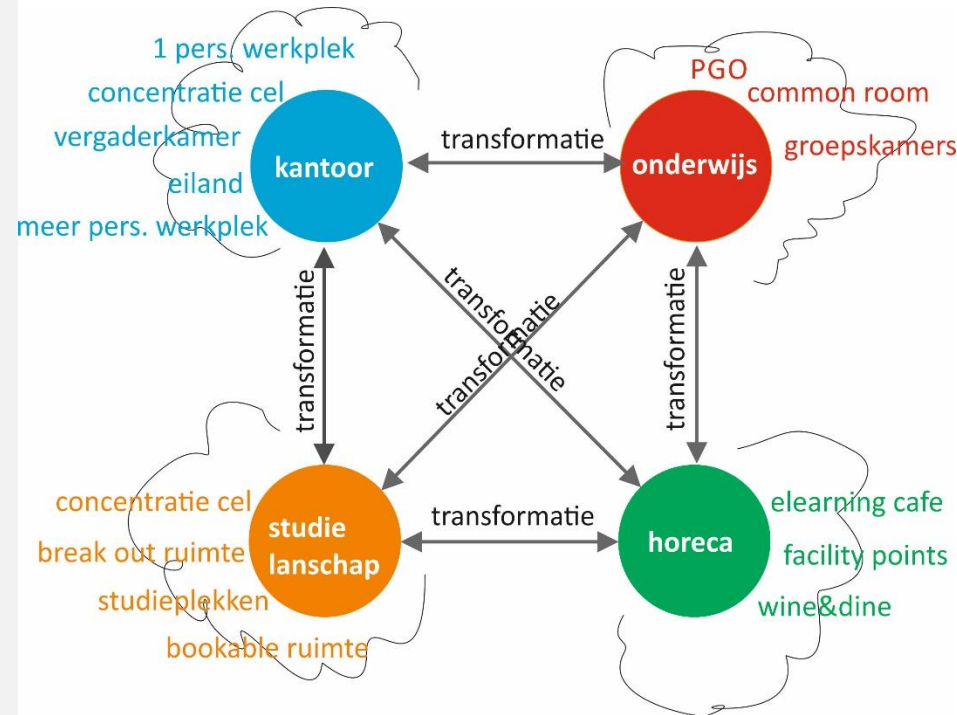 1 pers. werkplek
concentratie cel
vergaderkamer
eiland
meer pers. werkplek
kantoor
transformatie
PGO
common room
groepskamers
onderwijs
transformatie
transformatie
transformatie
transformatie
concentratie cel
break out ruimte
studieplekken
bookable ruimte
studie
lanschap
transformatie
horeca
elearning cafe
facility points
wine&dine